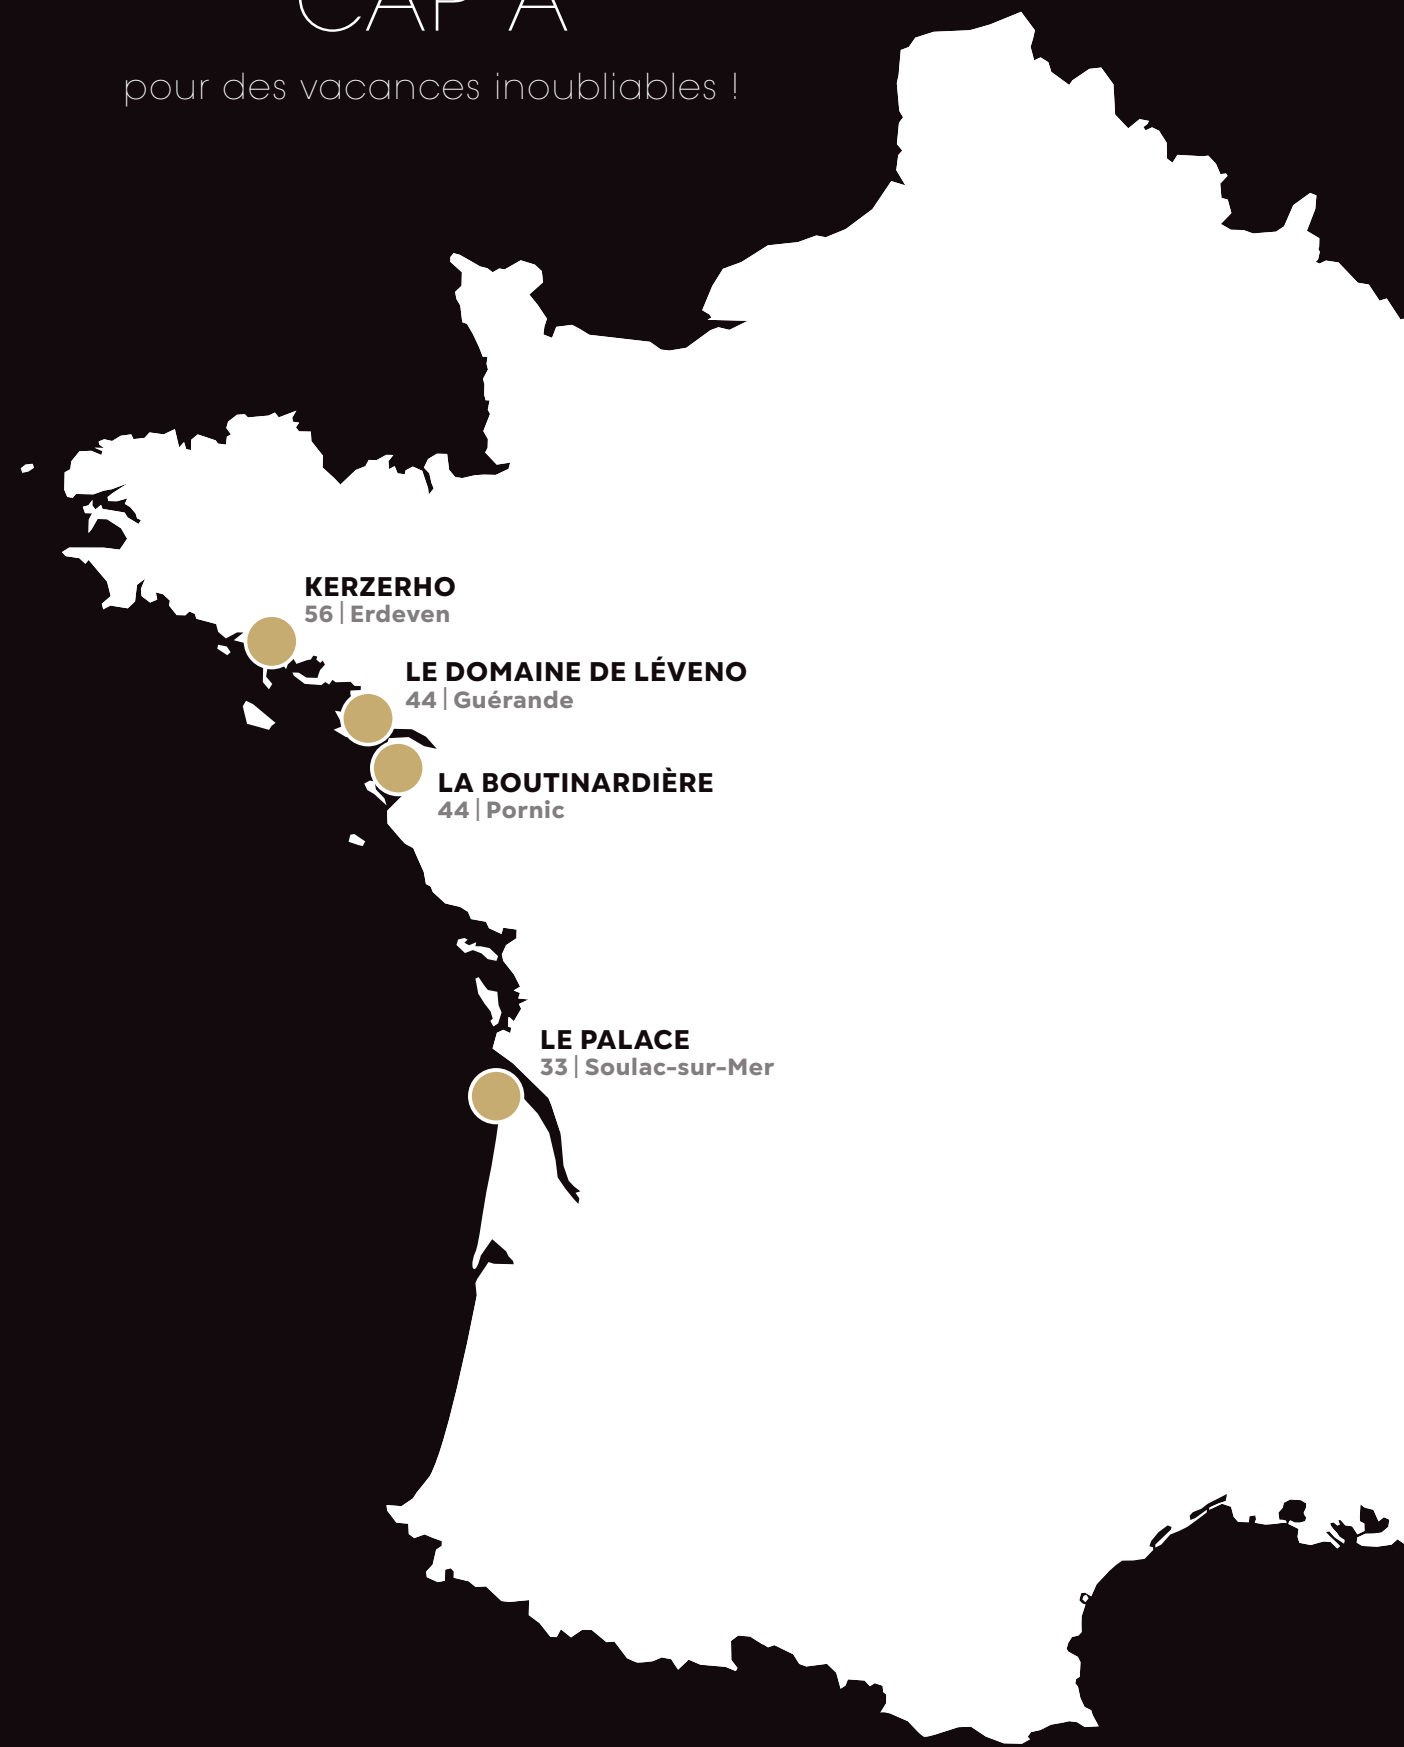 CAP À
pour des vacances inoubliables !
KERZERHO
56 | Erdeven
LE DOMAINE DE LÉVENO
44 | Guérande
LA BOUTINARDIÈRE
44 | Pornic
LE PALACE
33 | Soulac-sur-Mer